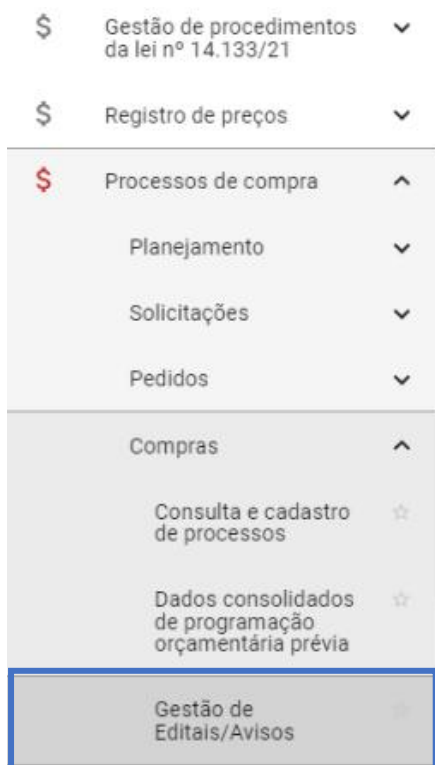 $ Gestão de procedimentos
da lei nº 14.133/21
$ Registro de preços
$ Processos de compra
Planejamento
Solicitações
Pedidos
Compras
Consulta e cadastro
de processos
Dados consolidados
de programação
orçamentária prévia
Gestão de
Editais/Avisos